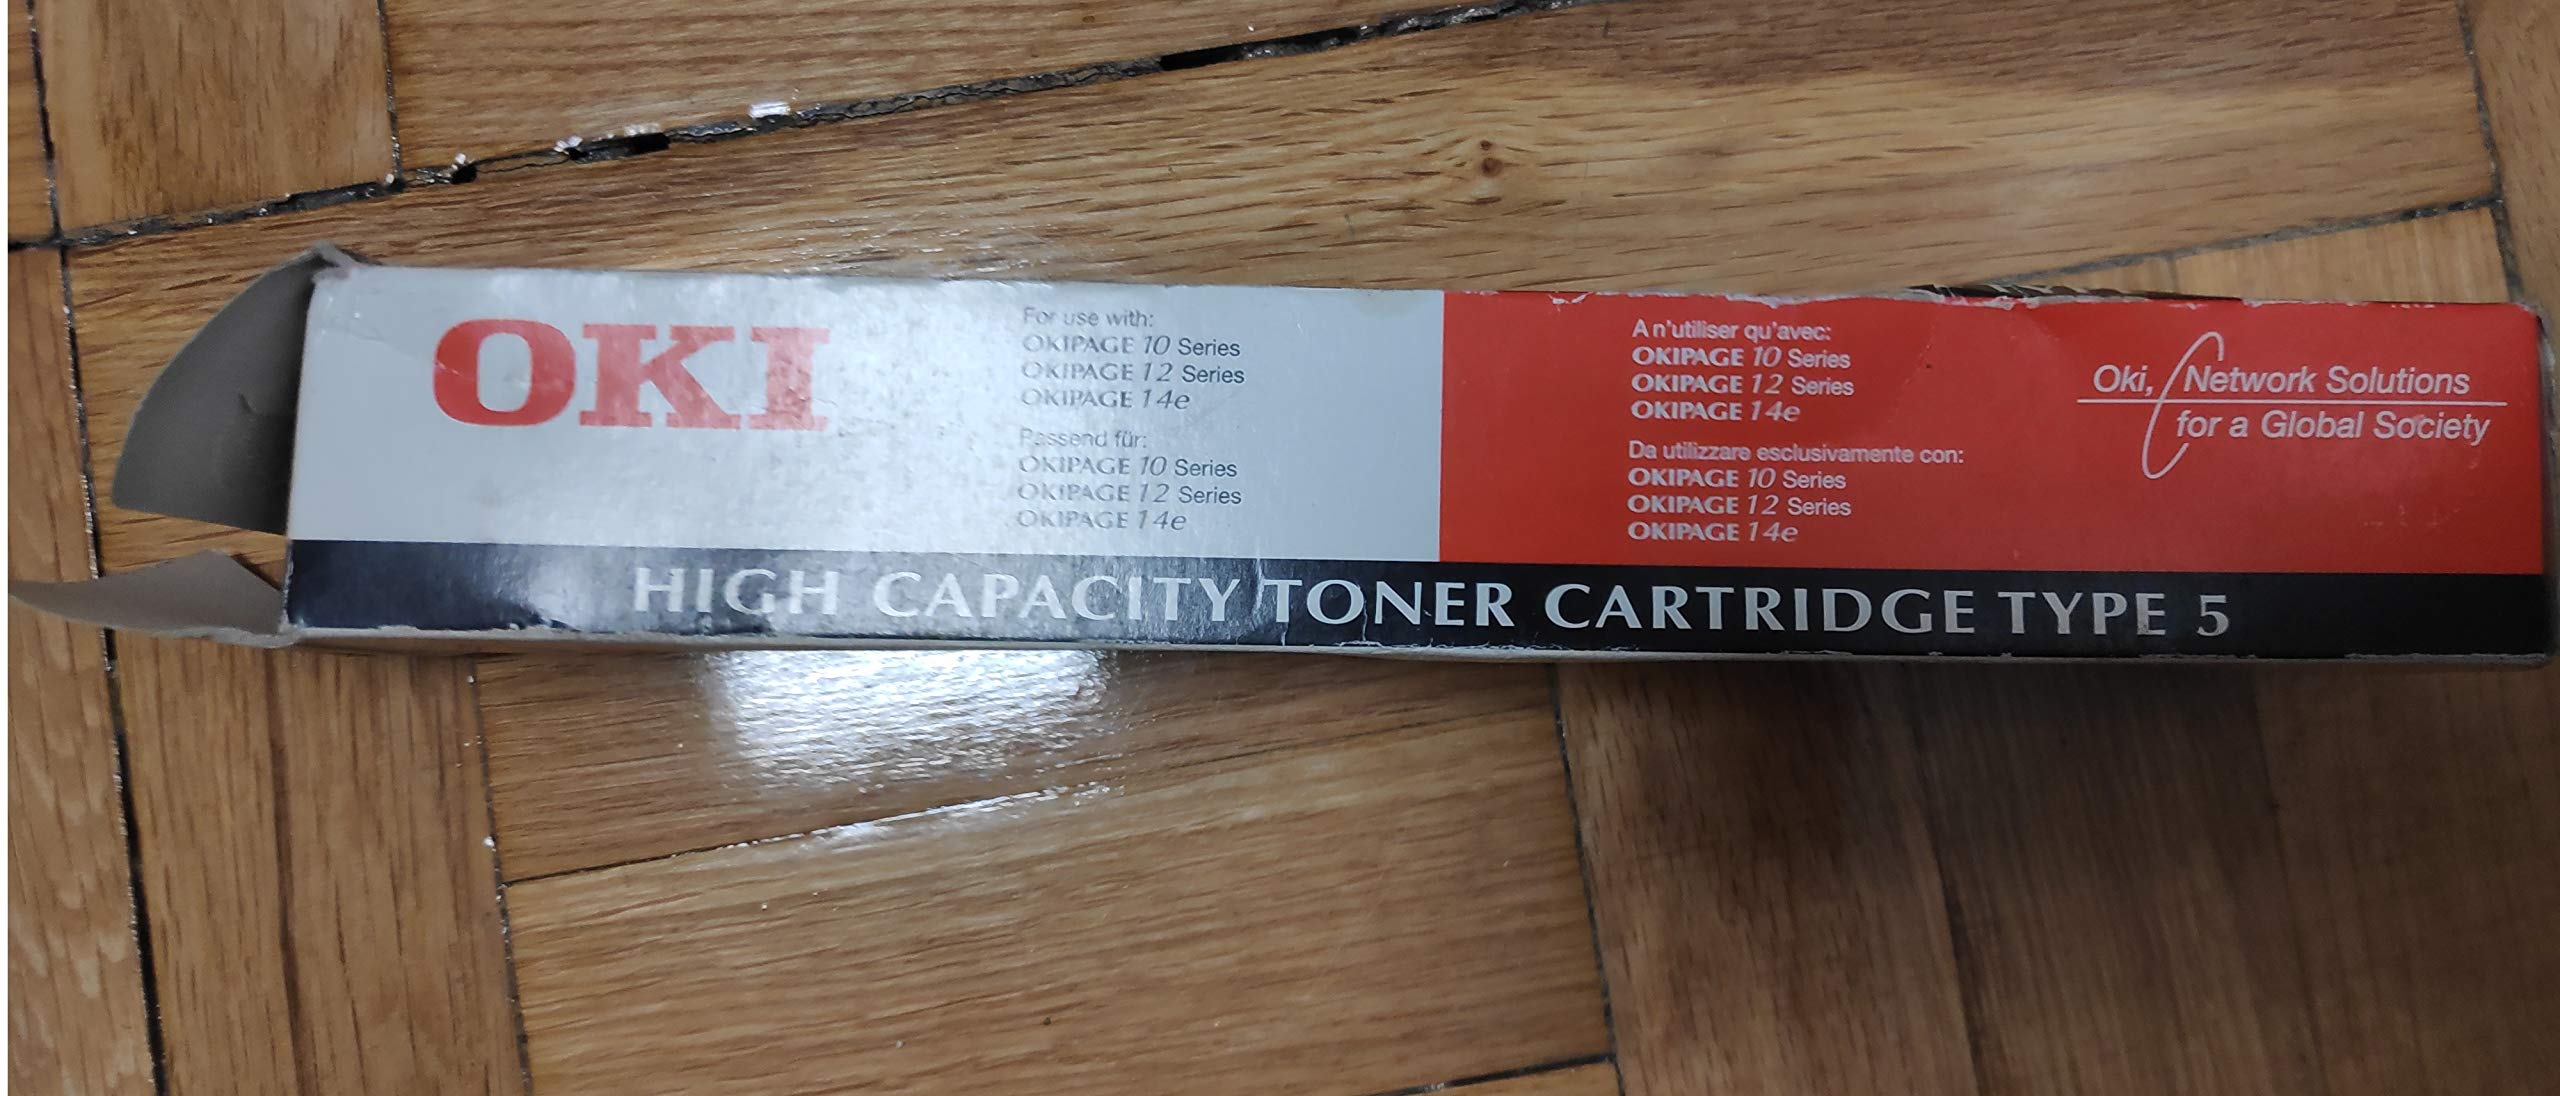 OKI
For use with:
OKIPAGE 10 Series
OKIPAGE 12 Series
OKIPAGE 14e
Passend für:
OKIPAGE 10 Series
OKIPAGE 12 Series
OKIPAGE 14e
A n'utiliser qu'avec:
OKIPAGE 10 Series
OKIPAGE 12 Series
OKIPAGE 14e
Da utilizzare esclusivamente con:
OKIPAGE 10 Series
OKIPAGE 12 Series
OKIPAGE 14e
Oki, Network Solutions
for a Global Society
HIGH CAPACITY TONER CARTRIDGE TYPE 5